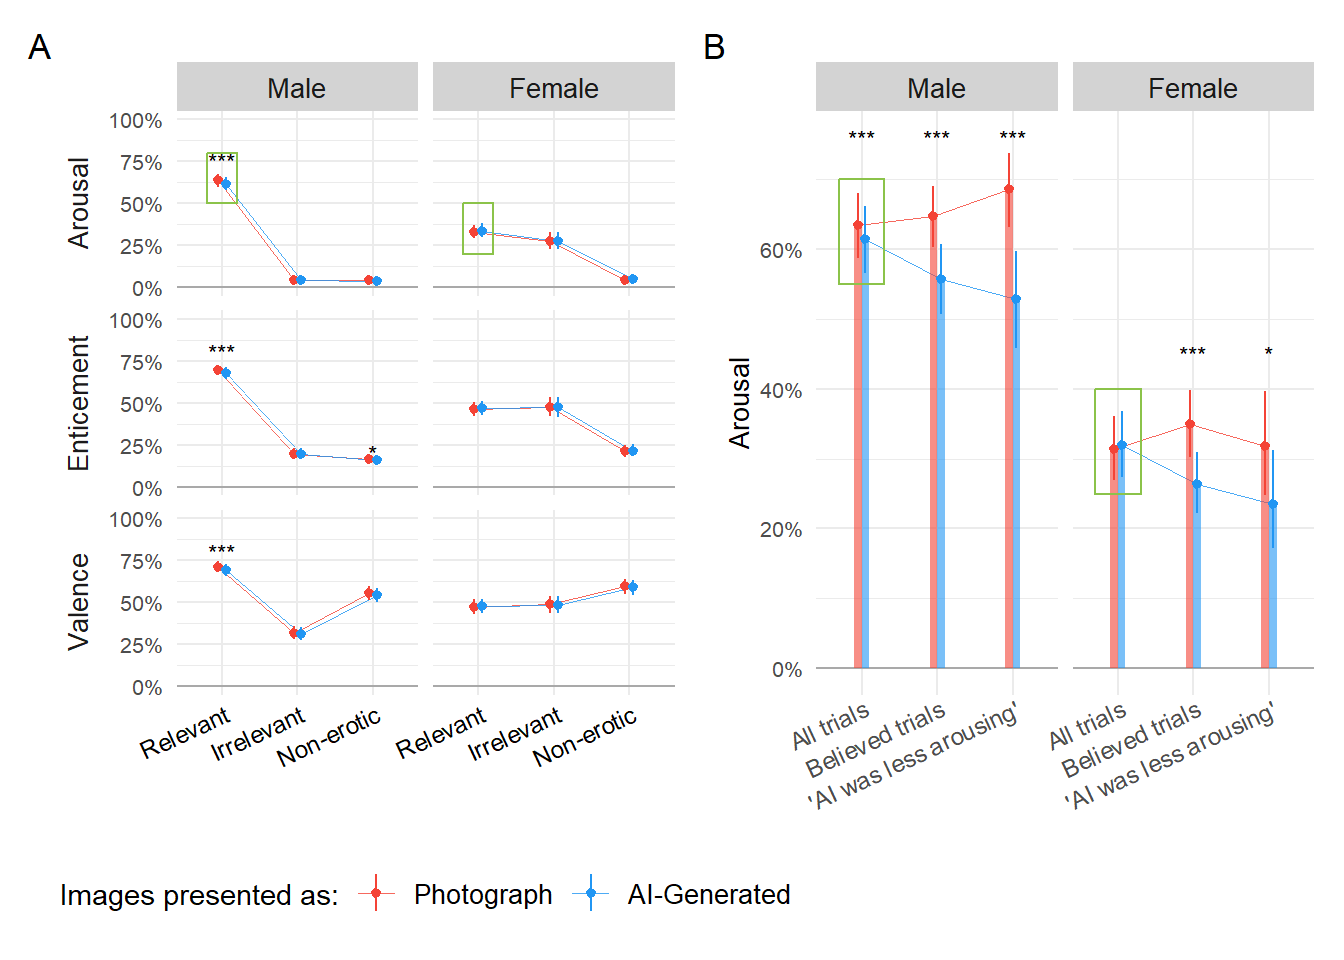 A
B
Male
Female
Male
Female
Arousal
100%
75%
50%
25%
0%
***
Enticement
100%
75%
50%
25%
0%
***
*
Valence
100%
75%
50%
25%
0%
***
Relevant
Irrelevant
Non-erotic
Relevant
Irrelevant
Non-erotic
Arousal
60%
40%
20%
0%
***
***
***
***
*
All trials
Believed trials
'AI was less arousing'
All trials
Believed trials
'AI was less arousing'
Images presented as:
Photograph
AI-Generated